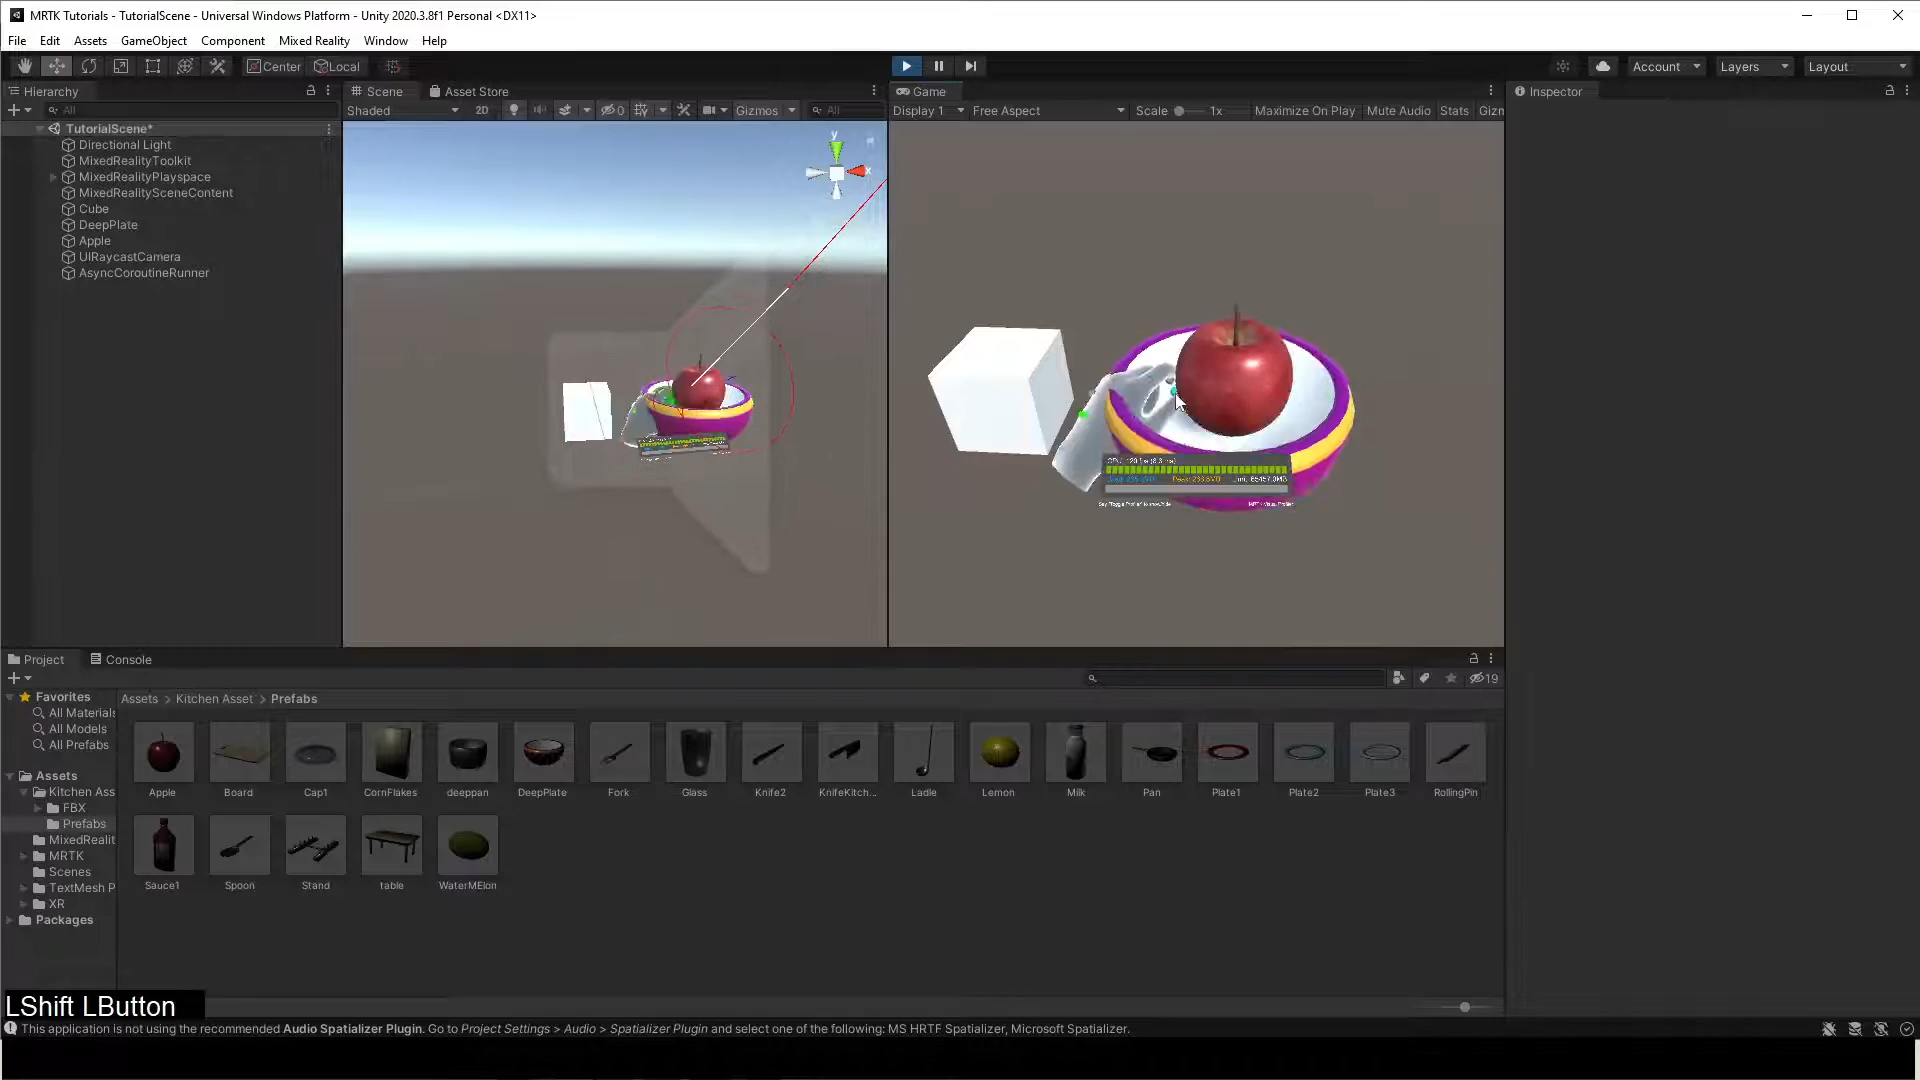 MRTK Tutorials - TutorialScene - Universal Windows Platform - Unity 2020.3.8f1 Personal <DX11>
File Edit Assets GameObject Component Mixed Reality Window Help
Center Local Account Layers Layout
Hierarchy
All
TutorialScene*
Directional Light
MixedRealityToolkit
MixedRealityPlayspace
MixedRealitySceneContent
Cube
DeepPlate
Apple
UIRaycastCamera
AsyncCoroutineRunner
Scene Asset Store
Shaded 2D 0 Gizmos All
y
x
Game
Display 1 Free Aspect Scale 1x Maximize On Play Mute Audio Stats Gizn
Inspector
Project Console
19
Favorites
All Materials
All Models
All Prefabs
Assets
Kitchen Ass
FBX
Prefabs
MixedRealit
MRTK
Scenes
TextMesh P
XR
Packages
Assets > Kitchen Asset > Prefabs
Apple Board Cap1 CornFlakes deeppan DeepPlate Fork Glass Knife2 KnifeKitch... Ladle Lemon Milk Pan Plate1 Plate2 Plate3 RollingPin
Sauce1 Spoon Stand table WaterMElon
LShift LButton
This application is not using the recommended Audio Spatializer Plugin. Go to Project Settings > Audio > Spatializer Plugin and select one of the following: MS HRTF Spatializer, Microsoft Spatializer.